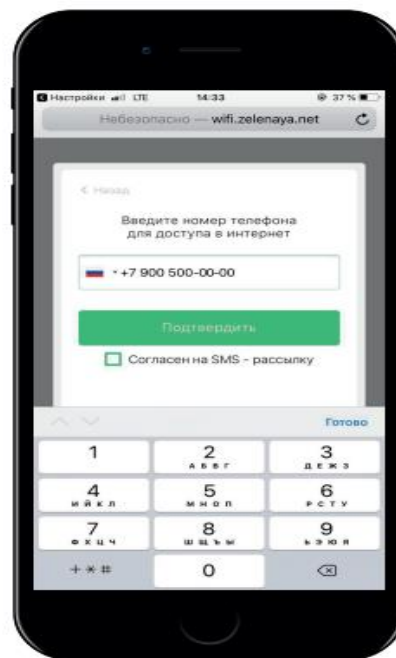 Настройки LTE 14:33 37 %
Небезопасно — wifi.zelenaya.net
Назад
Введите номер телефона
для доступа в интернет
+7 900 500-00-00
Подтвердить
Согласен на SMS - рассылку
Готово
1 2 3
АБВГ ДЕЖЗ
4 5 6
ИЙКЛ МНОП РСТУ
7 8 9
ФХЦЧ ШЩЪЫ ЬЭЮЯ
+ * # 0